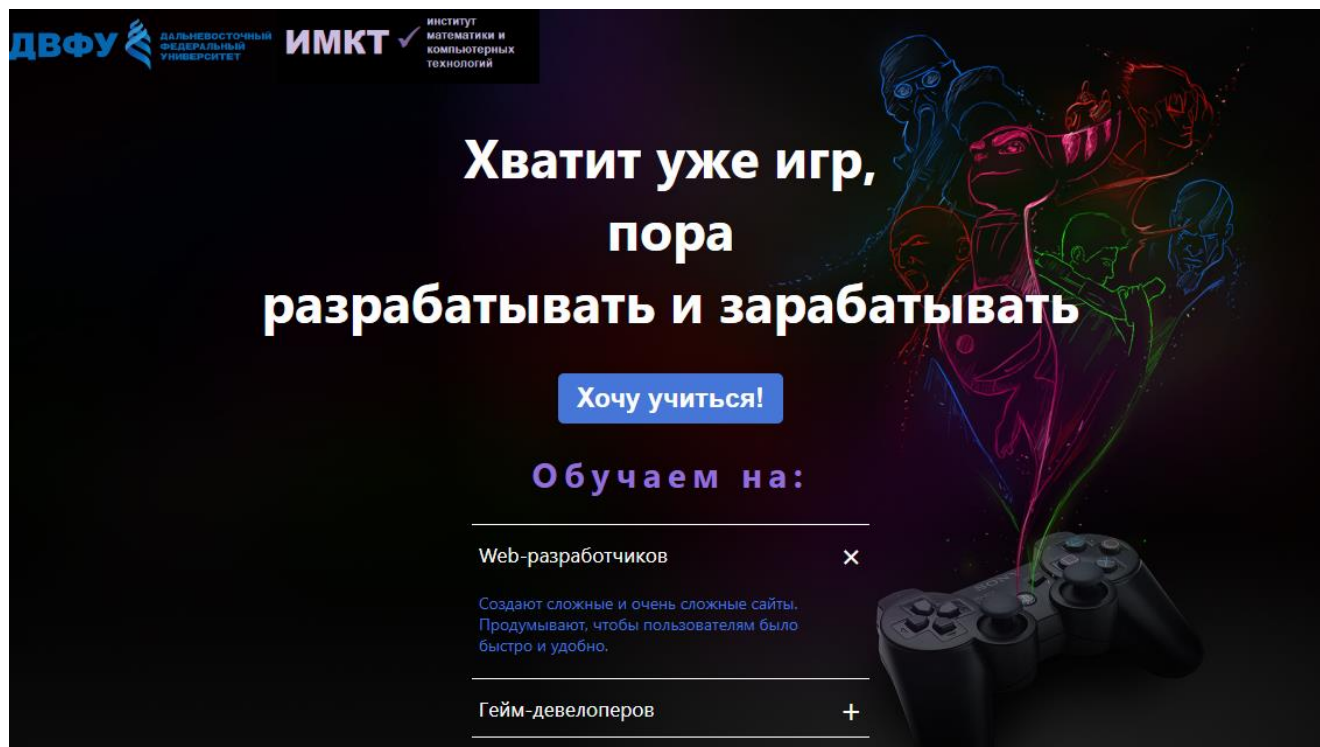 ДВФУ
ДАЛЬНЕВОСТОЧНЫЙ
ФЕДЕРАЛЬНЫЙ
УНИВЕРСИТЕТ
ИМКТ
институт
математики и
компьютерных
технологий
Хватит уже игр,
пора
разрабатывать и зарабатывать
Хочу учиться!
Обучаем на:
Web-разработчиков
Создают сложные и очень сложные сайты.
Продумывают, чтобы пользователям было
быстро и удобно.
Гейм-девелоперов
SONY